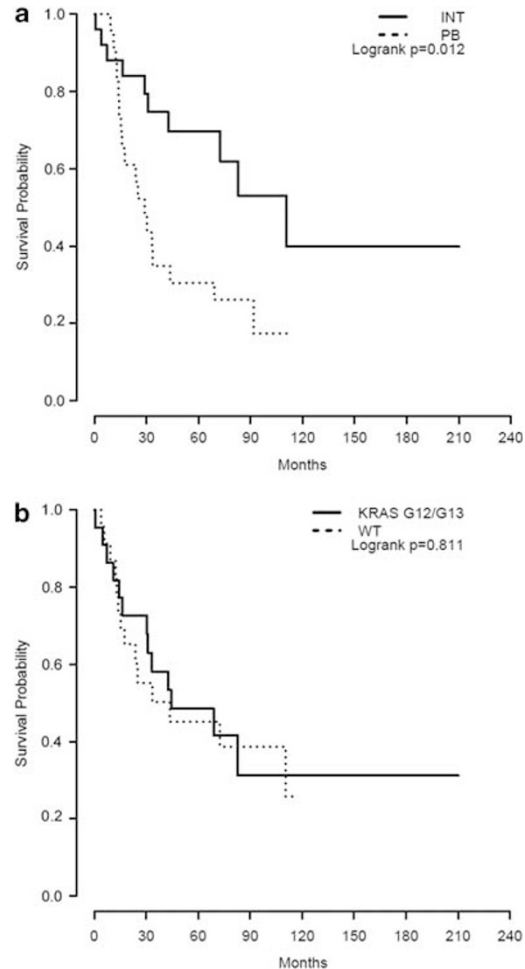 a
INT
PB
Logrank p=0.012
Survival Probability
1.0
0.8
0.6
0.4
0.2
0.0
0 30 60 90 120 150 180 210 240
Months
b
KRAS G12/G13
WT
Logrank p=0.811
Survival Probability
1.0
0.8
0.6
0.4
0.2
0.0
0 30 60 90 120 150 180 210 240
Months